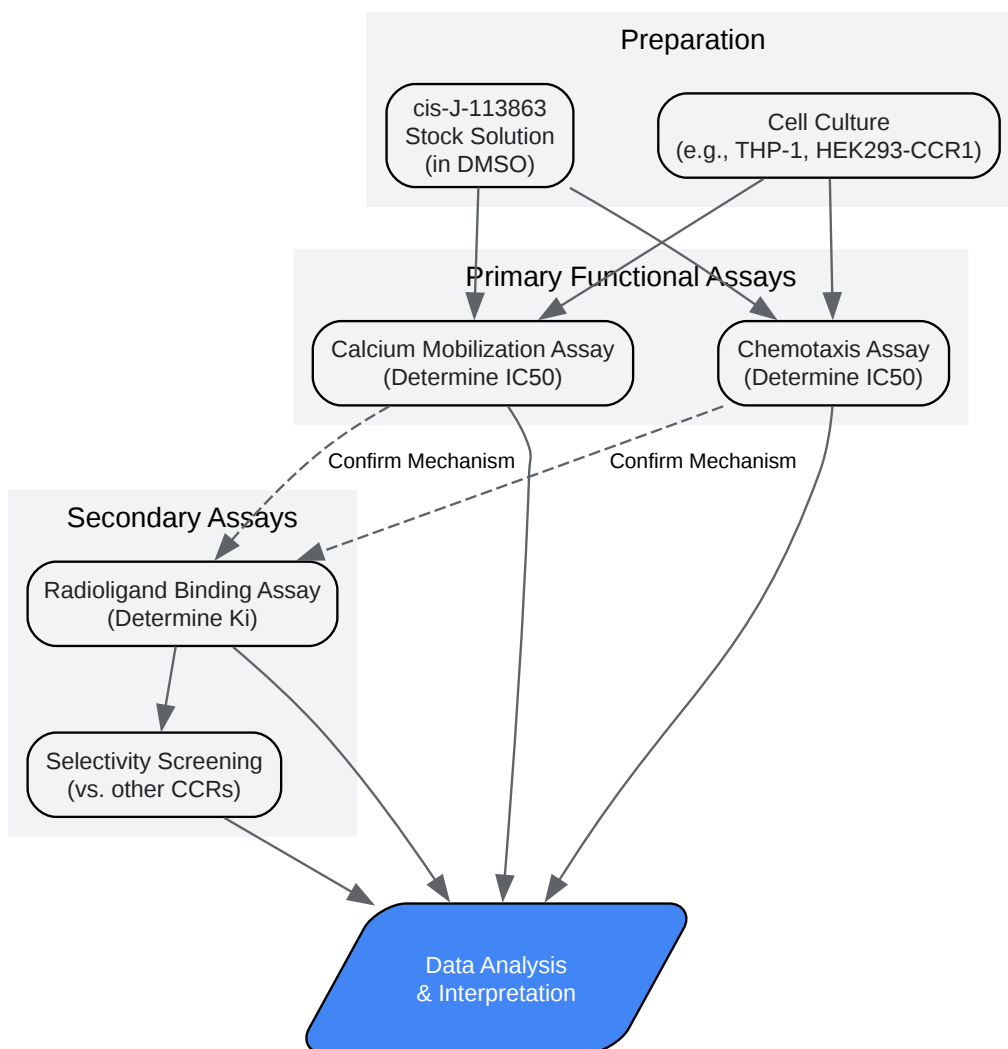 Preparation
cis-J-113863
Stock Solution
(in DMSO)
Cell Culture
(e.g., THP-1, HEK293-CCR1)
Primary Functional Assays
Calcium Mobilization Assay
(Determine IC50)
Chemotaxis Assay
(Determine IC50)
Confirm Mechanism
Confirm Mechanism
Secondary Assays
Radioligand Binding Assay
(Determine Ki)
Selectivity Screening
(vs. other CCRs)
Data Analysis
& Interpretation